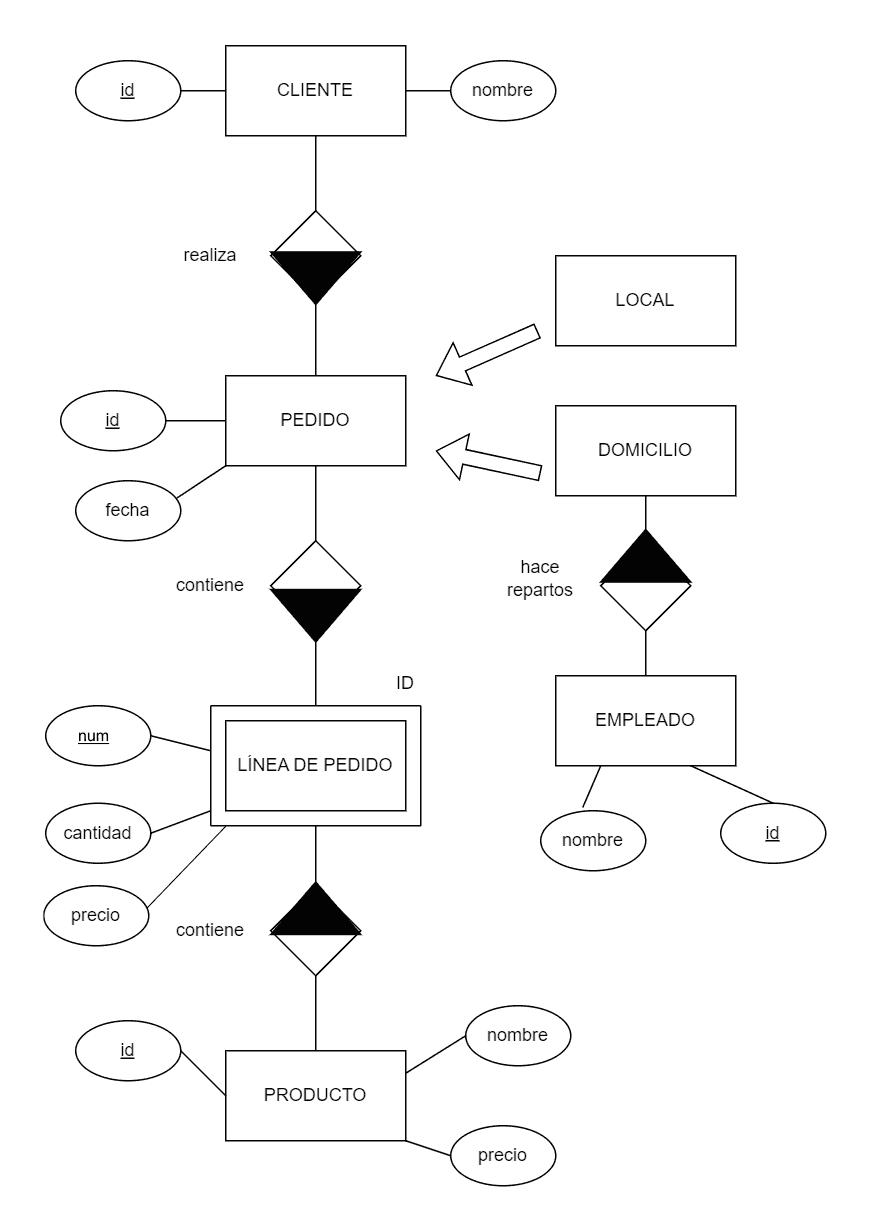 id
CLIENTE
nombre
realiza
LOCAL
id
PEDIDO
DOMICILIO
fecha
contiene
hace
repartos
ID
num
LÍNEA DE PEDIDO
EMPLEADO
cantidad
nombre
id
precio
contiene
id
nombre
PRODUCTO
precio